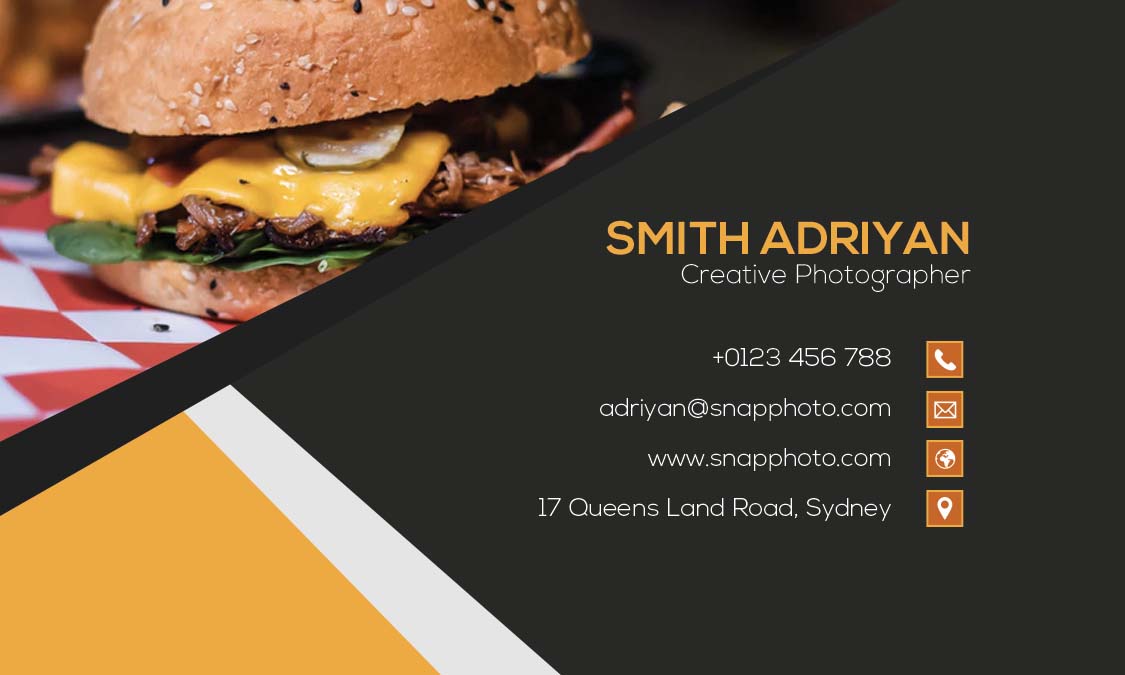 SMITH ADRIYAN
Creative Photographer
+0123 456 788
adriyan@snapphoto.com
www.snapphoto.com
17 Queens Land Road, Sydney